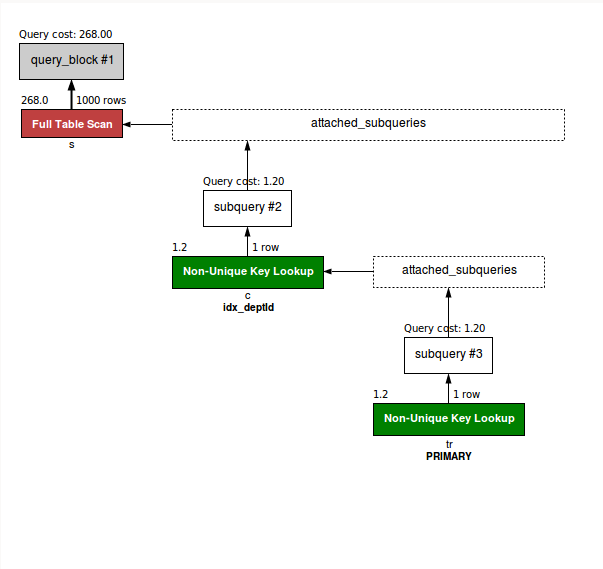 Query cost: 268.00
query_block #1
268.0 1000 rows
Full Table Scan
s
attached_subqueries
Query cost: 1.20
subquery #2
1.2 1 row
Non-Unique Key Lookup
c
idx_deptId
attached_subqueries
Query cost: 1.20
subquery #3
1.2 1 row
Non-Unique Key Lookup
tr
PRIMARY